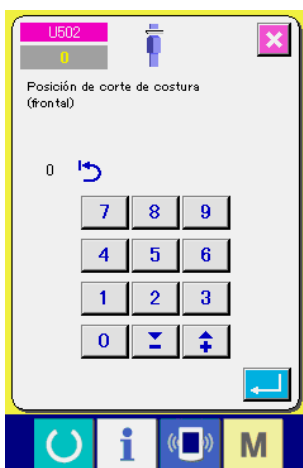 U502
0
Posición de corte de costura
(frontal)
0
7 8 9
4 5 6
1 2 3
0
i M